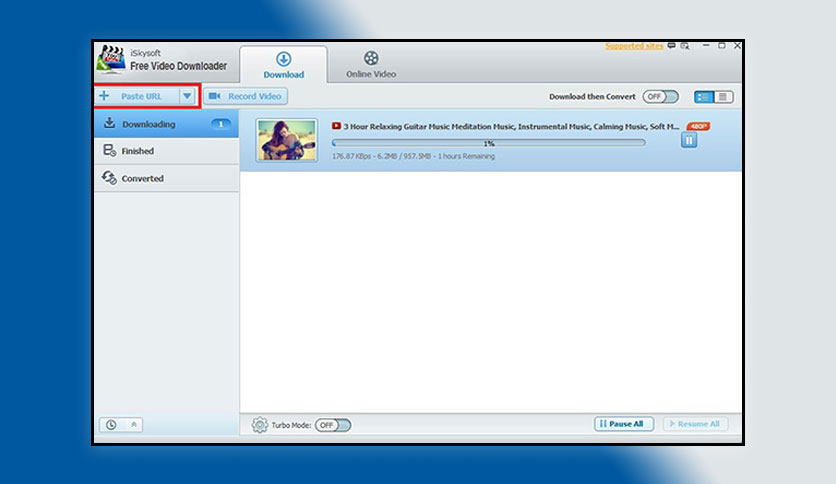 iSkysoft
Free Video Downloader
Download
Online Video
Supported sites
Paste URL
Record Video
Download then Convert
OFF
Downloading
1
Finished
Converted
3 Hour Relaxing Guitar Music Meditation Music, Instrumental Music, Calming Music, Soft M...
480P
1%
176.87 KBps - 6.2MB / 957.5MB - 1 hours Remaining
Turbo Mode:
OFF
Pause All
Resume All